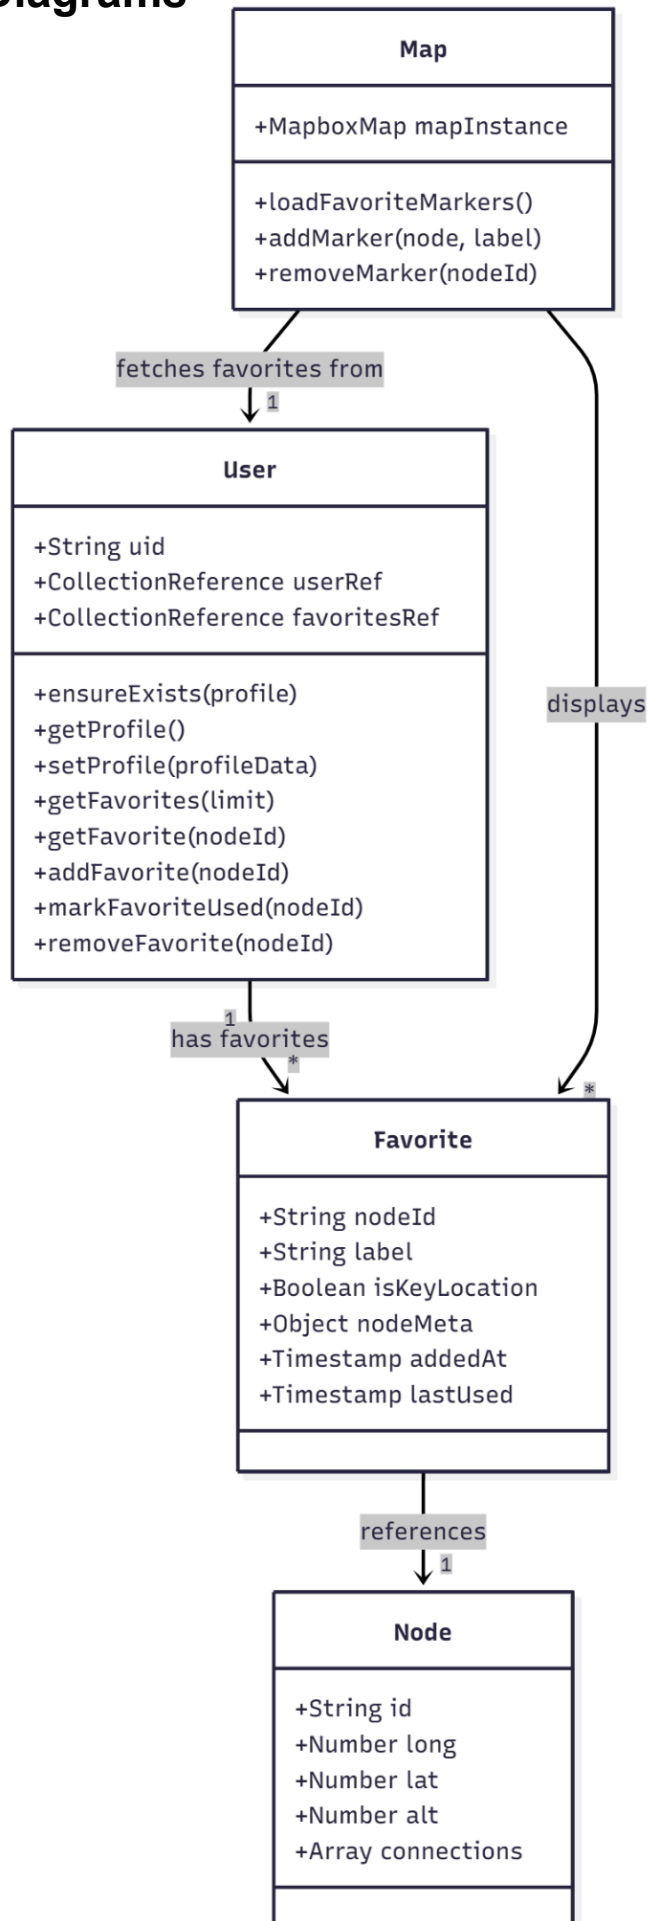 Diagrams
Map
+MapboxMap mapInstance
+loadFavoriteMarkers()
+addMarker(node, label)
+removeMarker(nodeId)
fetches favorites from
1
User
+String uid
+CollectionReference userRef
+CollectionReference favoritesRef
displays
+ensureExists(profile)
+getProfile()
+setProfile(profileData)
+getFavorites(limit)
+getFavorite(nodeId)
+addFavorite(nodeId)
+markFavoriteUsed(nodeId)
+removeFavorite(nodeId)
1
has favorites
*
*
Favorite
+String nodeId
+String label
+Boolean isKeyLocation
+Object nodeMeta
+Timestamp addedAt
+Timestamp lastUsed
references
1
Node
+String id
+Number long
+Number lat
+Number alt
+Array connections